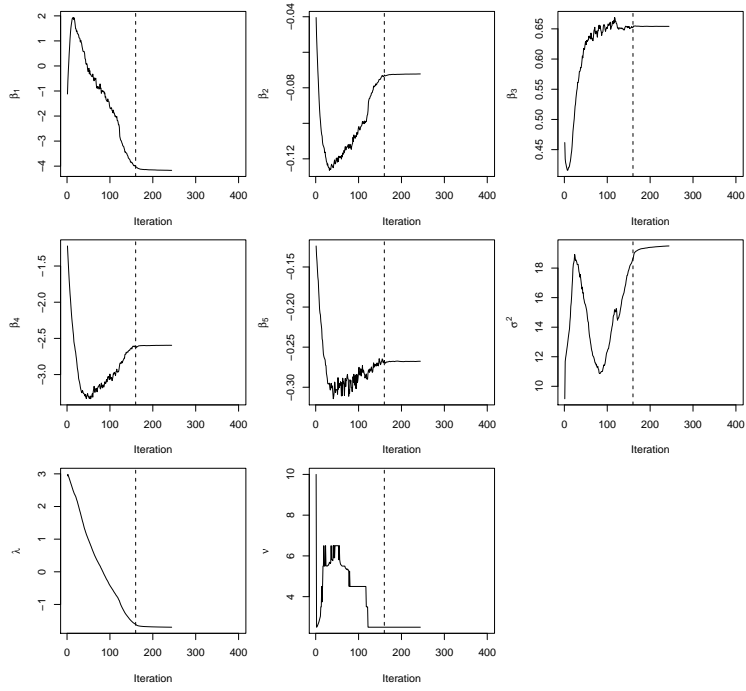 β1
2
1
0
−1
−2
−3
−4
0 100 200 300 400
Iteration
β2
−0.04
−0.08
−0.12
0 100 200 300 400
Iteration
β3
0.65
0.60
0.55
0.50
0.45
0 100 200 300 400
Iteration
β4
−1.5
−2.0
−2.5
−3.0
0 100 200 300 400
Iteration
β5
−0.15
−0.20
−0.25
−0.30
0 100 200 300 400
Iteration
σ2
18
16
14
12
10
0 100 200 300 400
Iteration
λ
3
2
1
0
−1
0 100 200 300 400
Iteration
ν
10
8
6
4
0 100 200 300 400
Iteration